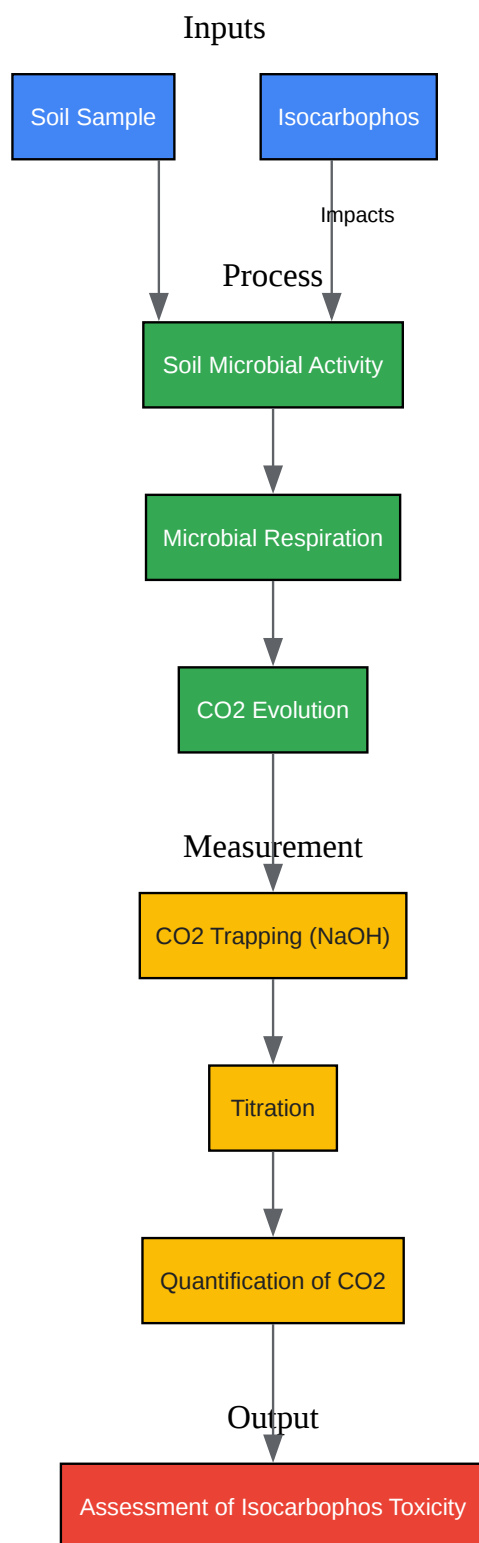 Inputs
Soil Sample
Isocarbophos
Impacts
Process
Soil Microbial Activity
Microbial Respiration
CO2 Evolution
Measurement
CO2 Trapping (NaOH)
Titration
Quantification of CO2
Output
Assessment of Isocarbophos Toxicity